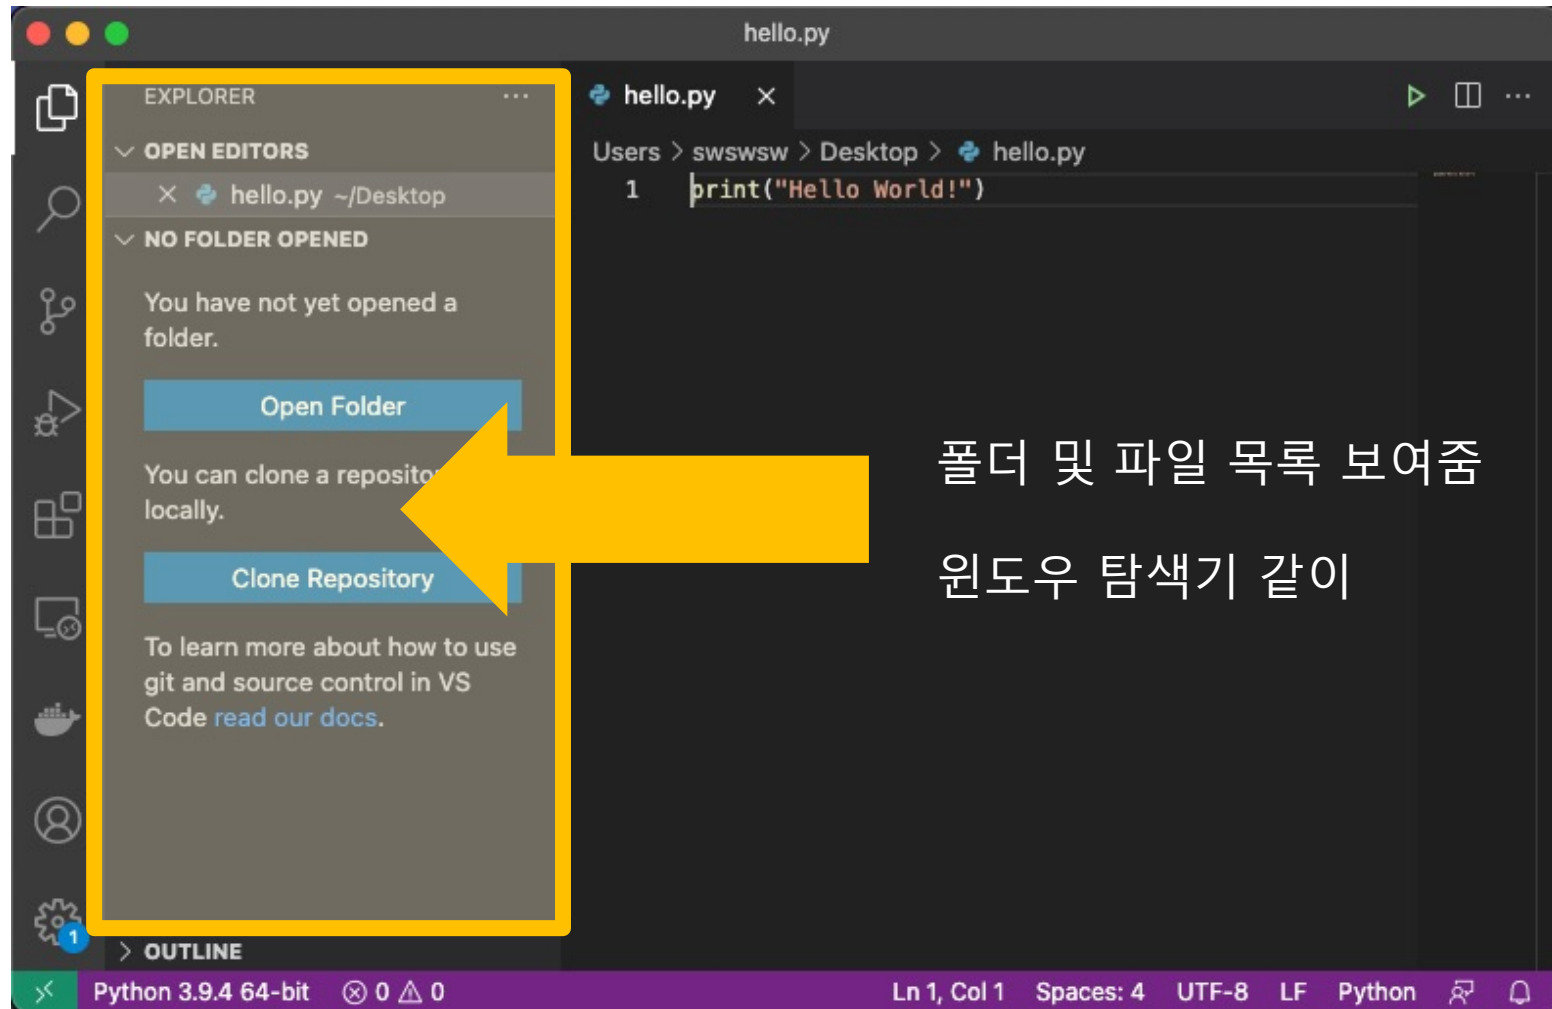 hello.py
EXPLORER
OPEN EDITORS
hello.py ~/Desktop
NO FOLDER OPENED
You have not yet opened a
folder.
Open Folder
You can clone a
locally.
Clone Repository
To learn more about how to use
git and source control in VS
Code read our docs.
OUTLINE
hello.py
Users > swswsw > Desktop > hello.py
1 print("Hello World!")
폴더 및 파일 목록 보여줌
윈도우 탐색기 같이
1
Python 3.9.4 64-bit 0 0 Ln 1, Col 1 Spaces: 4 UTF-8 LF Python